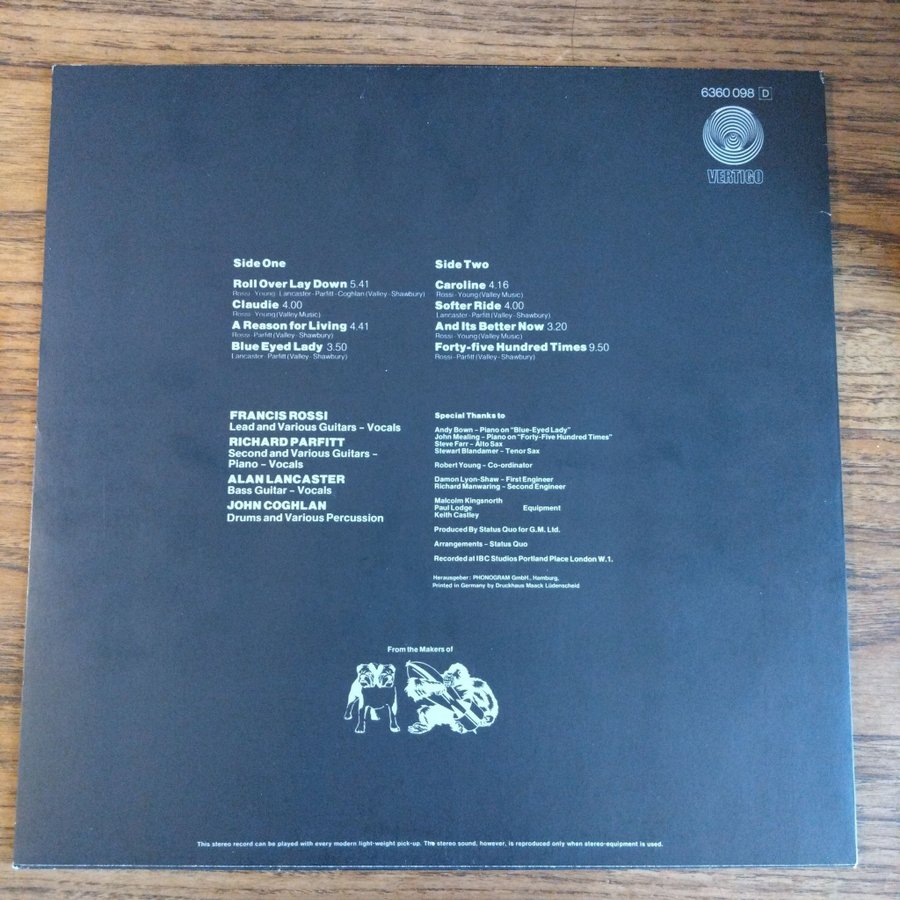 6360 098 D
VERTIGO
Side One
Roll Over Lay Down 5.41
Rossi - Young - Lancaster - Parfitt - Coghlan (Valley - Shawbury)
Claudie 4.00
Rossi - Young (Valley Music)
A Reason for Living 4.41
Rossi - Parfitt (Valley - Shawbury)
Blue Eyed Lady 3.50
Lancaster - Parfitt (Valley - Shawbury)
Side Two
Caroline 4.16
Rossi - Young (Valley Music)
Softer Ride 4.00
Lancaster - Parfitt (Valley - Shawbury)
And Its Better Now 3.20
Rossi - Young (Valley Music)
Forty-five Hundred Times 9.50
Rossi - Parfitt (Valley - Shawbury)
FRANCIS ROSSI
Lead and Various Guitars – Vocals
RICHARD PARFITT
Second and Various Guitars –
Piano – Vocals
ALAN LANCASTER
Bass Guitar – Vocals
JOHN COGHLAN
Drums and Various Percussion
Special Thanks to
Andy Bown – Piano on "Blue-Eyed Lady"
John Mealing – Piano on "Forty-Five Hundred Times"
Steve Farr – Alto Sax
Stewart Blandamer – Tenor Sax
Robert Young – Co-ordinator
Damon Lyon-Shaw – First Engineer
Richard Manwaring – Second Engineer
Malcolm Kingsnorth
Paul Lodge Equipment
Keith Castley
Produced By Status Quo for G.M. Ltd.
Arrangements – Status Quo
Recorded at IBC Studios Portland Place London W.1.
Herausgeber: PHONOGRAM GmbH., Hamburg,
Printed in Germany by Druckhaus Maack Lüdenscheid
From the Makers of
This stereo record can be played with every modern light-weight pick-up. The stereo sound, however, is reproduced only when stereo-equipment is used.